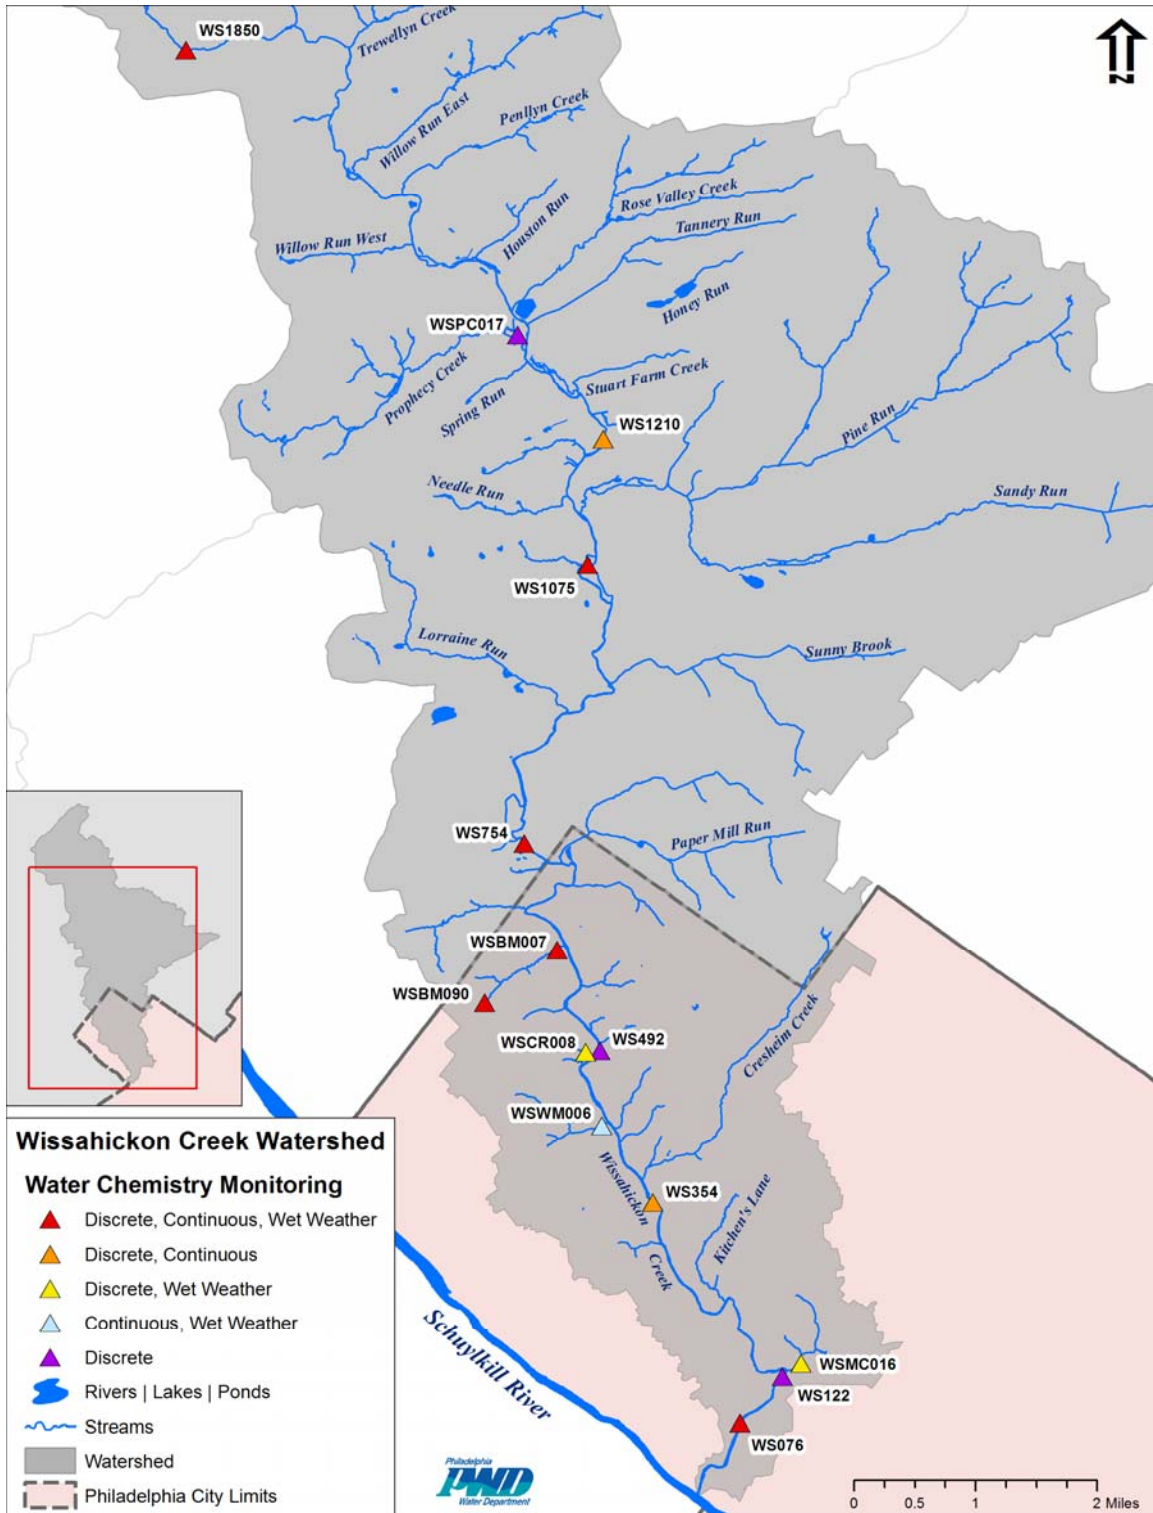 WS1850
Trewellyn Creek
N
Willow Run East
Penllyn Creek
Rose Valley Creek
Houston Run
Tannery Run
Willow Run West
Honey Run
WSPC017
Stuart Farm Creek
Prophecy Creek
Spring Run
WS1210
Pine Run
Needle Run
Sandy Run
WS1075
Lorraine Run
Sunny Brook
WS754
Paper Mill Run
WSBM007
WSBM090
WSCR008
WS492
Cresheim Creek
WSWM006
Wissahickon
Creek
WS354
Kitchen's Lane
Schuylkill River
WSMC016
WS122
WS076
Wissahickon Creek Watershed
Water Chemistry Monitoring
Discrete, Continuous, Wet Weather
Discrete, Continuous
Discrete, Wet Weather
Continuous, Wet Weather
Discrete
Rivers | Lakes | Ponds
Streams
Watershed
Philadelphia City Limits
Philadelphia
PWD
Water Department
0 0.5 1 2 Miles